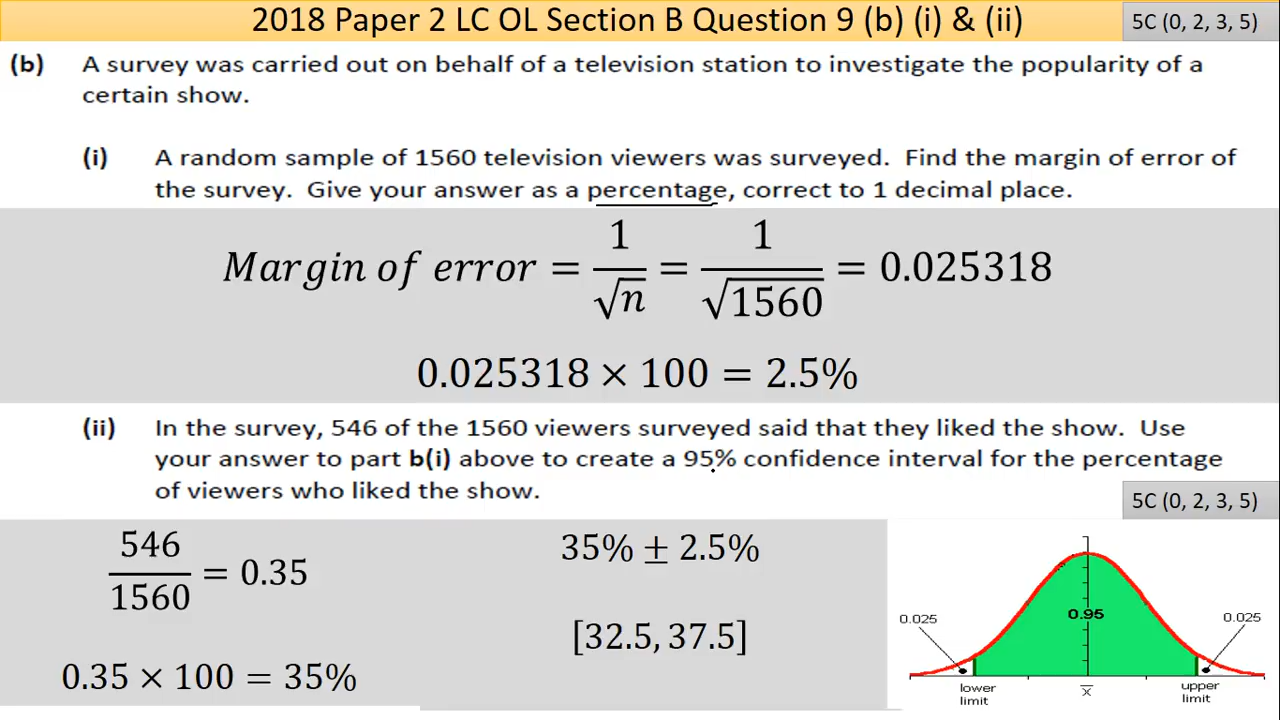 2018 Paper 2 LC OL Section B Question 9 (b) (i) & (ii)
5C (0, 2, 3, 5)
(b) A survey was carried out on behalf of a television station to investigate the popularity of a
certain show.
(i) A random sample of 1560 television viewers was surveyed. Find the margin of error of
the survey. Give your answer as a percentage, correct to 1 decimal place.
Margin of error = 1/√n = 1/√1560 = 0.025318
0.025318 × 100 = 2.5%
(ii) In the survey, 546 of the 1560 viewers surveyed said that they liked the show. Use
your answer to part b(i) above to create a 95% confidence interval for the percentage
of viewers who liked the show.
5C (0, 2, 3, 5)
546/1560 = 0.35
0.35 × 100 = 35%
35% ± 2.5%
[32.5, 37.5]
0.025
0.95
0.025
lower
limit
x̅
upper
limit